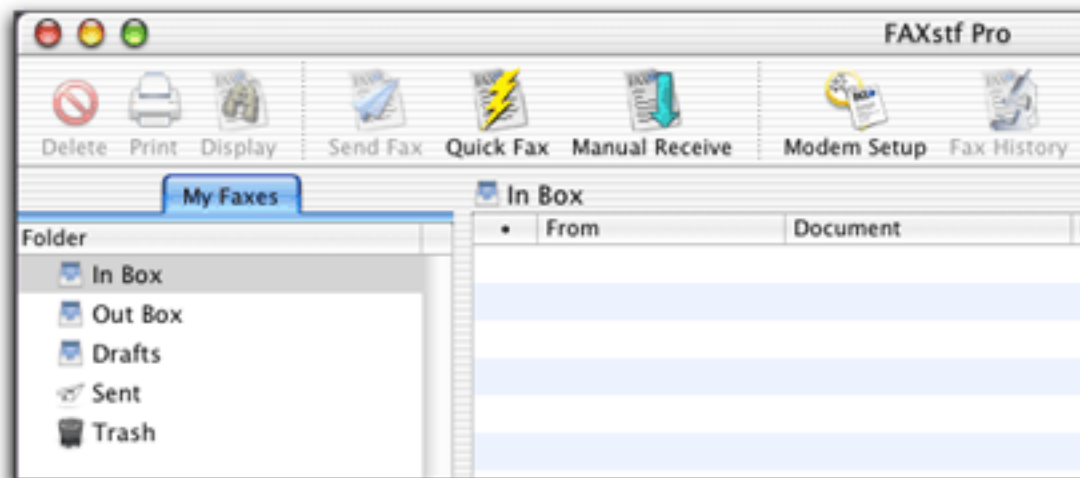 FAXstf Pro
Delete Print Display Send Fax Quick Fax Manual Receive Modem Setup Fax History
My Faxes
In Box
Folder
• From Document
In Box
Out Box
Drafts
Sent
Trash